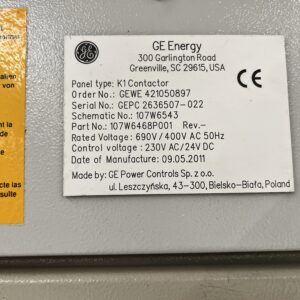 GE Energy
300 Garlington Road
Greenville, SC 29615, USA
Panel type: K1 Contactor
Order No.: GEWE 421050897
Serial No.: GEPC 2636507-022
Schematic No.: 107W6543
Part No.: 107W6468P001 Rev.–
Rated Voltage: 690V/400V AC 50Hz
Control voltage : 230V AC/24V DC
Date of Manufacture: 09.05.2011
Made by: GE Power Controls Sp. z o.o.
ul. Leszczyńska, 43-300, Bielsko-Biała, Poland
von
la